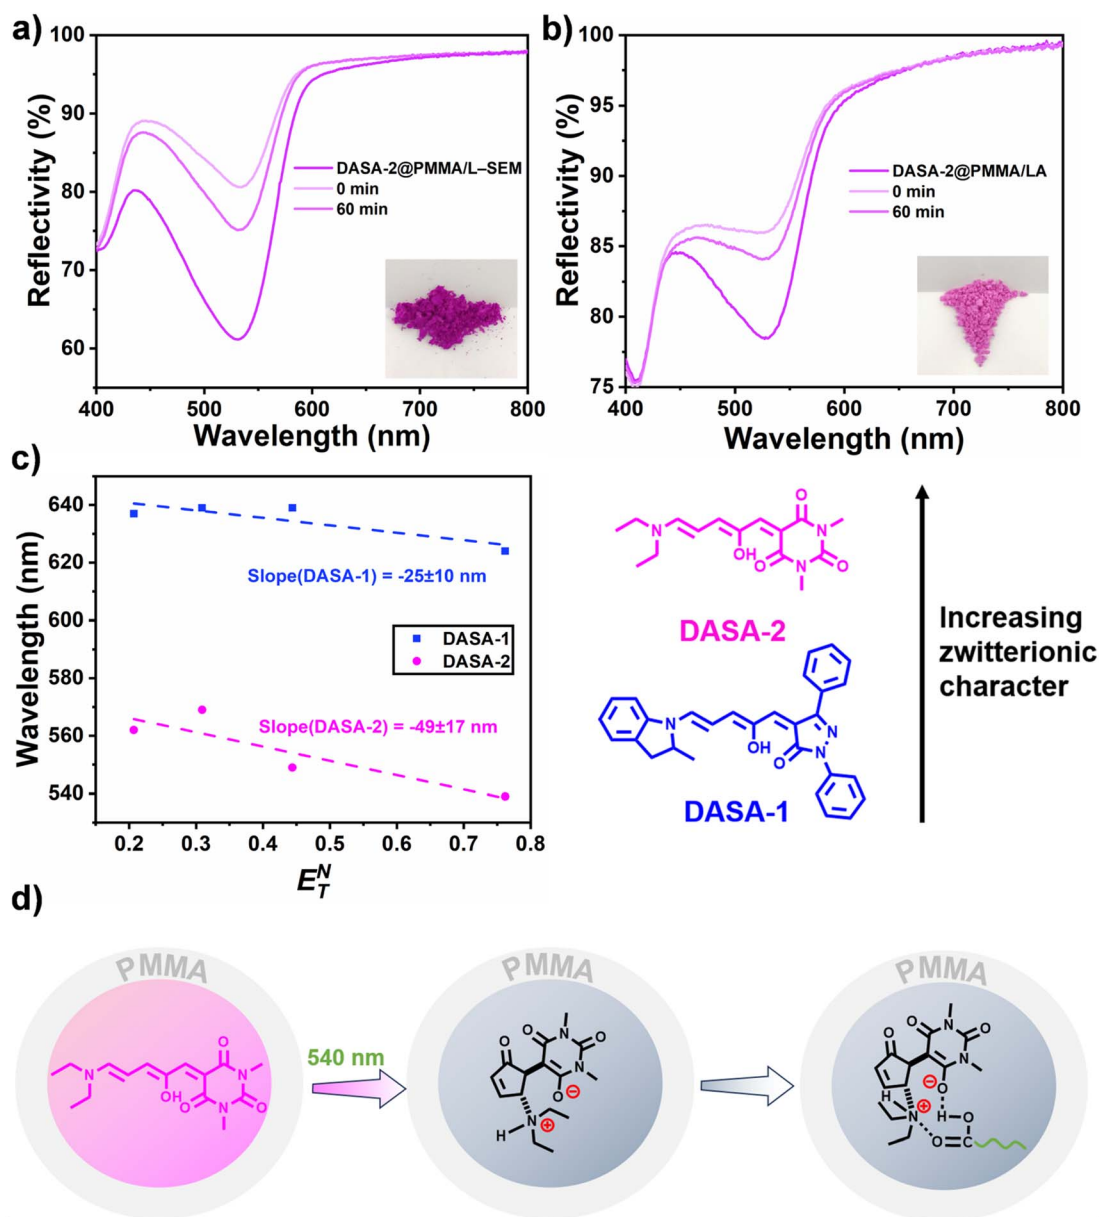 a)
100
90
80
70
60
Reflectivity (%)
DASA-2@PMMA/L–SEM
0 min
60 min
400 500 600 700 800
Wavelength (nm)
b)
100
95
90
85
80
75
Reflectivity (%)
DASA-2@PMMA/LA
0 min
60 min
400 500 600 700 800
Wavelength (nm)
c)
640
620
600
580
560
540
Wavelength (nm)
Slope(DASA-1) = -25±10 nm
DASA-1
DASA-2
Slope(DASA-2) = -49±17 nm
0.2 0.3 0.4 0.5 0.6 0.7 0.8
E_T^N
O
N
N
OH
O
N
O
DASA-2
N
N
OH
O
N
DASA-1
Increasing
zwitterionic
character
d)
PMMA
O
N
N
OH
O
N
O
540 nm
PMMA
O
O
N
O
N
O
⊖
H
N
⊕
PMMA
O
O
N
O
N
⊖
O
H
⊕
N
H
O
O
C